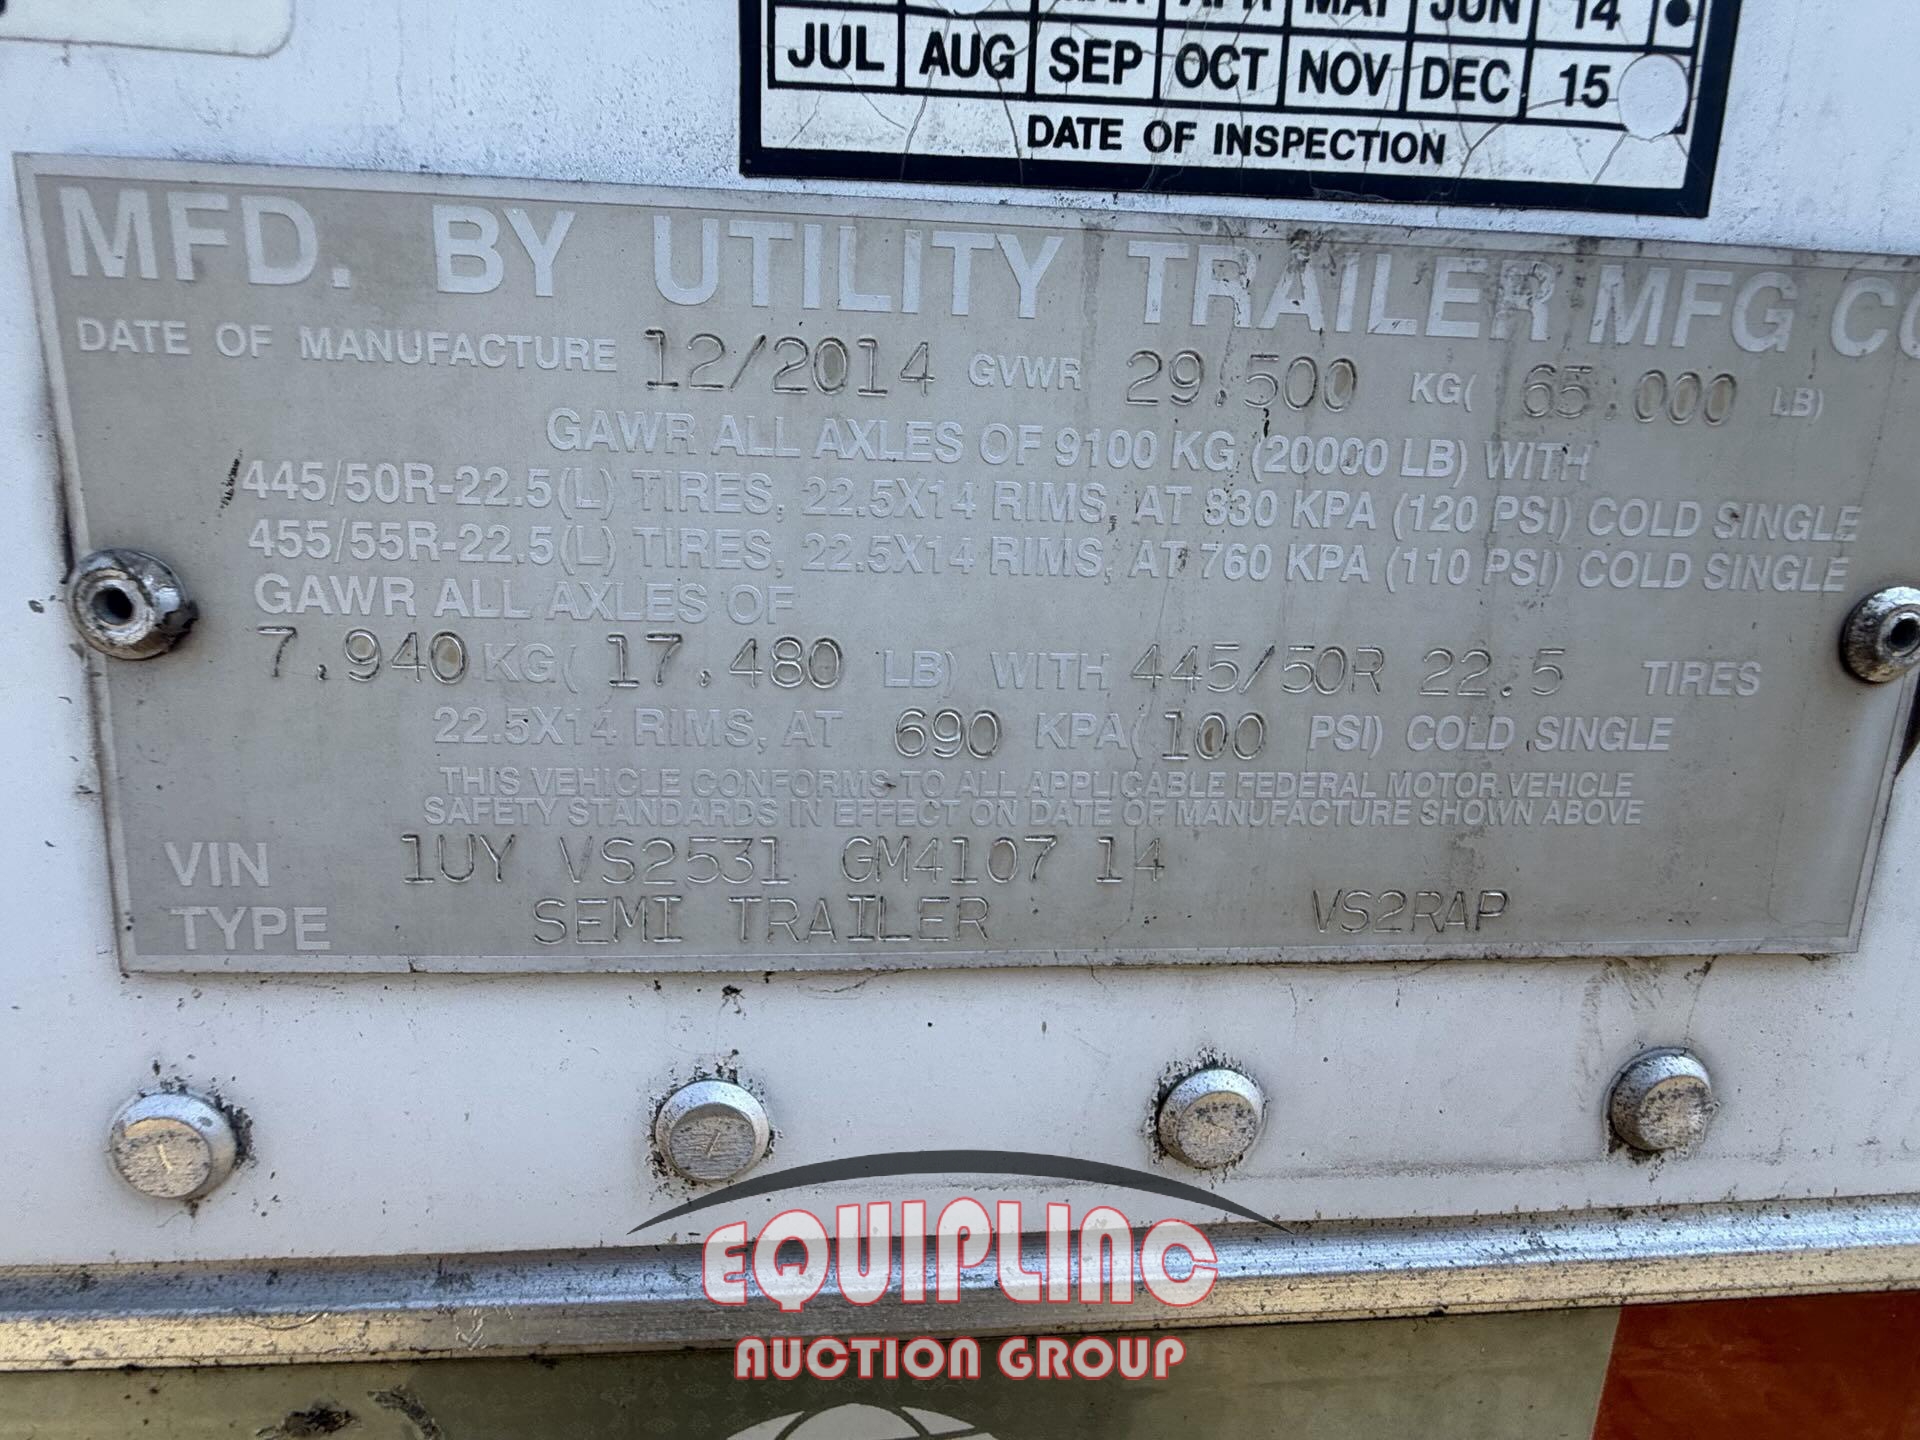 JUN 14
JUL AUG SEP OCT NOV DEC 15
DATE OF INSPECTION
MFD. BY UTILITY TRAILER MFG CO
DATE OF MANUFACTURE 12/2014 GVWR 29,500 KG( 65,000 LB)
GAWR ALL AXLES OF 9100 KG (20000 LB) WITH
445/50R-22.5(L) TIRES, 22.5X14 RIMS, AT 830 KPA (120 PSI) COLD SINGLE
455/55R-22.5(L) TIRES, 22.5X14 RIMS, AT 760 KPA (110 PSI) COLD SINGLE
GAWR ALL AXLES OF
7,940 KG( 17,480 LB) WITH 445/50R 22.5 TIRES
22.5X14 RIMS, AT 690 KPA( 100 PSI) COLD SINGLE
THIS VEHICLE CONFORMS TO ALL APPLICABLE FEDERAL MOTOR VEHICLE
SAFETY STANDARDS IN EFFECT ON DATE OF MANUFACTURE SHOWN ABOVE
VIN 1UY VS2531 GM4107 14
TYPE SEMI TRAILER VS2RAP
EQUIPLINC
AUCTION GROUP